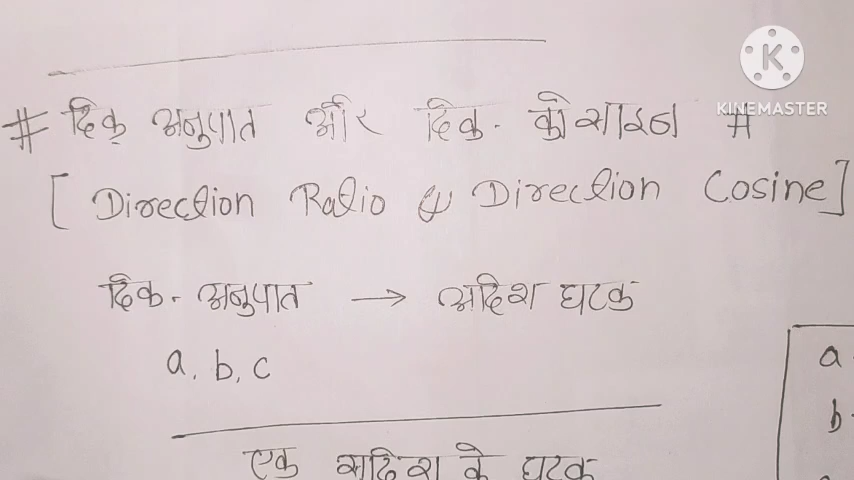 KINEMASTER
# दिक् अनुपात और दिक्- कोसाइन #
[ Direction Ratio & Direction Cosine ]
दिक- अनुपात → अदिश घटक
a, b, c
a
b
एक सदिश के घटक